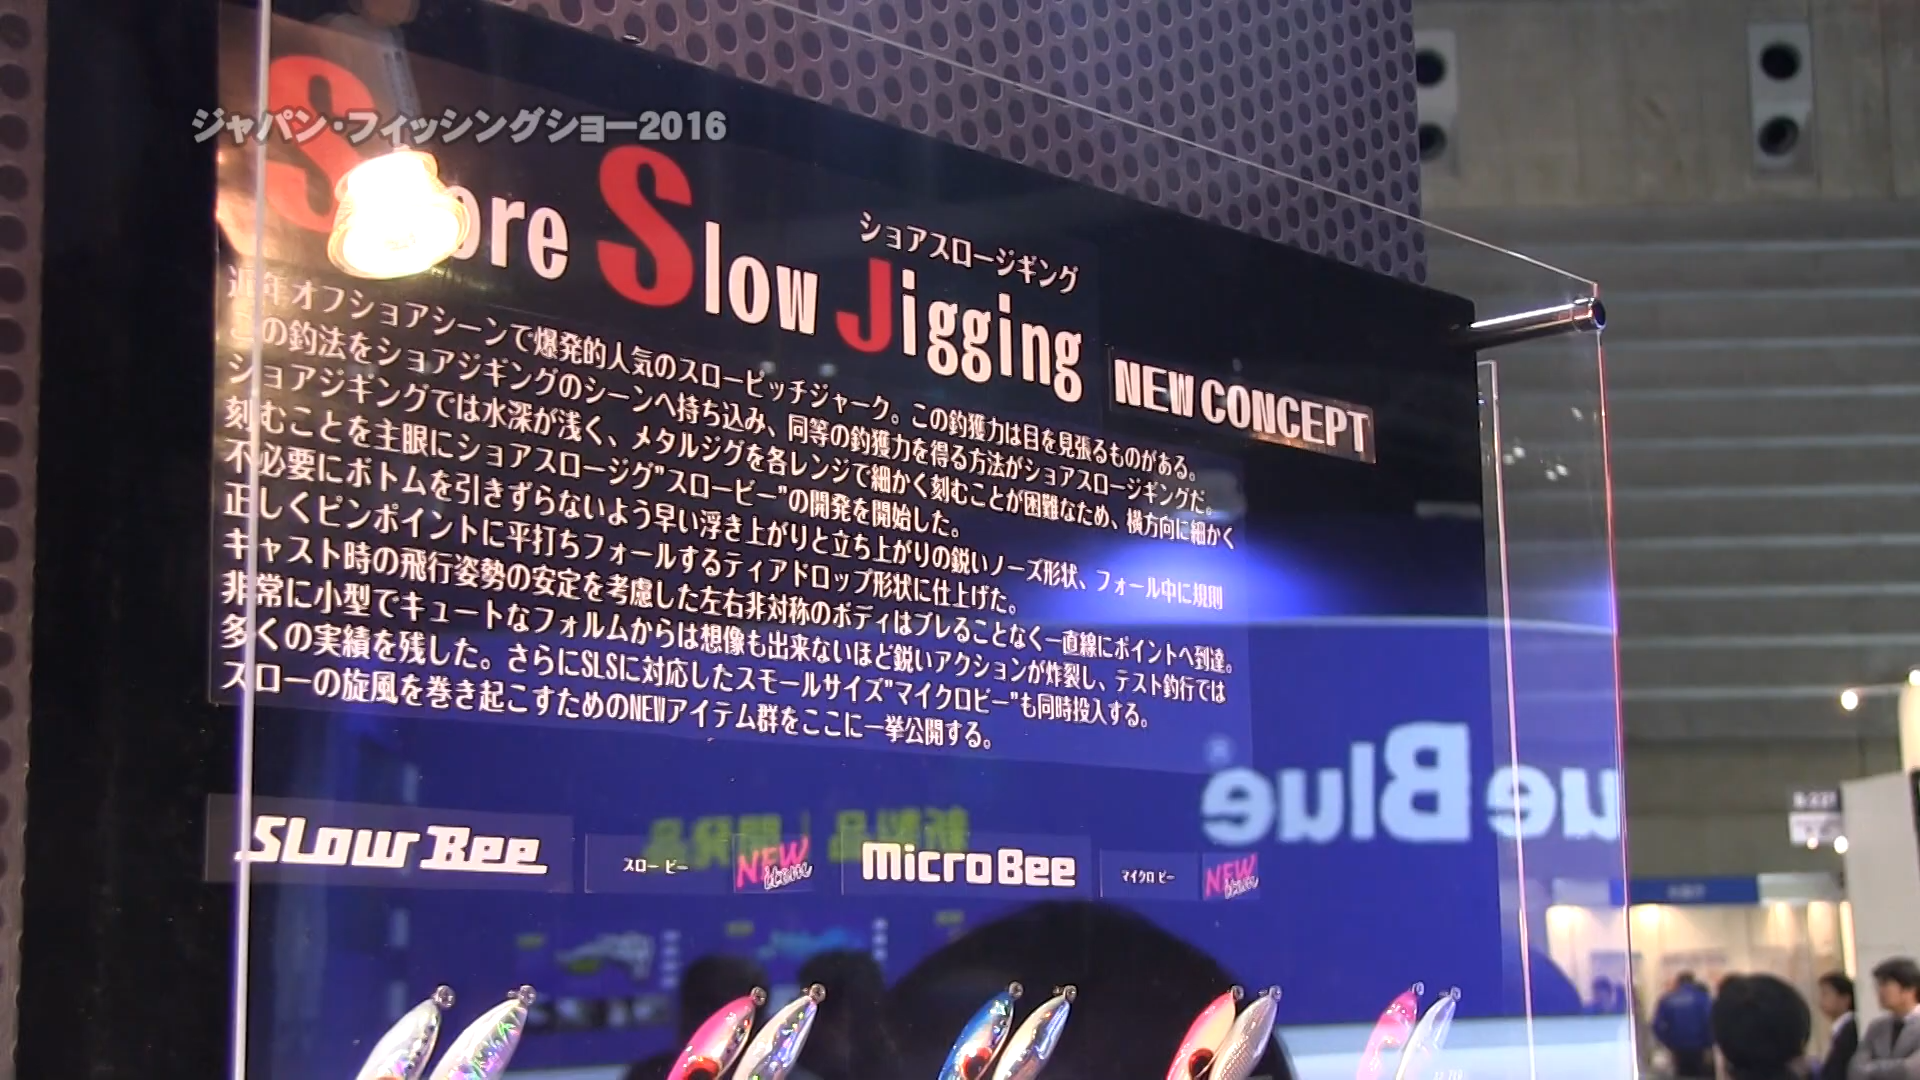 ジャパン・フィッシングショー2016
Shore Slow Jigging
ショアスロージギング
NEW CONCEPT
近年オフショアシーンで爆発的人気のスローピッチジャーク。この釣獲力は目を見張るものがある。
この釣法をショアジギングのシーンへ持ち込み、同等の釣獲力を得る方法がショアスロージギングだ。
ショアジギングでは水深が浅く、メタルジグを各レンジで細かく刻むことが困難なため、横方向に細かく
刻むことを主眼にショアスロージグ"スロービー"の開発を開始した。
不必要にボトムを引きずらないよう早い浮き上がりと立ち上がりの鋭いノーズ形状、フォール中に規則
正しくピンポイントに平打ちフォールするティアドロップ形状に仕上げた。
キャスト時の飛行姿勢の安定を考慮した左右非対称のボディはブレることなく一直線にポイントへ到達。
非常に小型でキュートなフォルムからは想像も出来ないほど鋭いアクションが炸裂し、テスト釣行では
多くの実績を残した。さらにSLSに対応したスモールサイズ"マイクロビー"も同時投入する。
スローの旋風を巻き起こすためのNEWアイテム群をここに一挙公開する。
SLow Bee
スロービー
NEW item
microBee
マイクロビー
NEW item
新製品 | 開発品
ue Blue